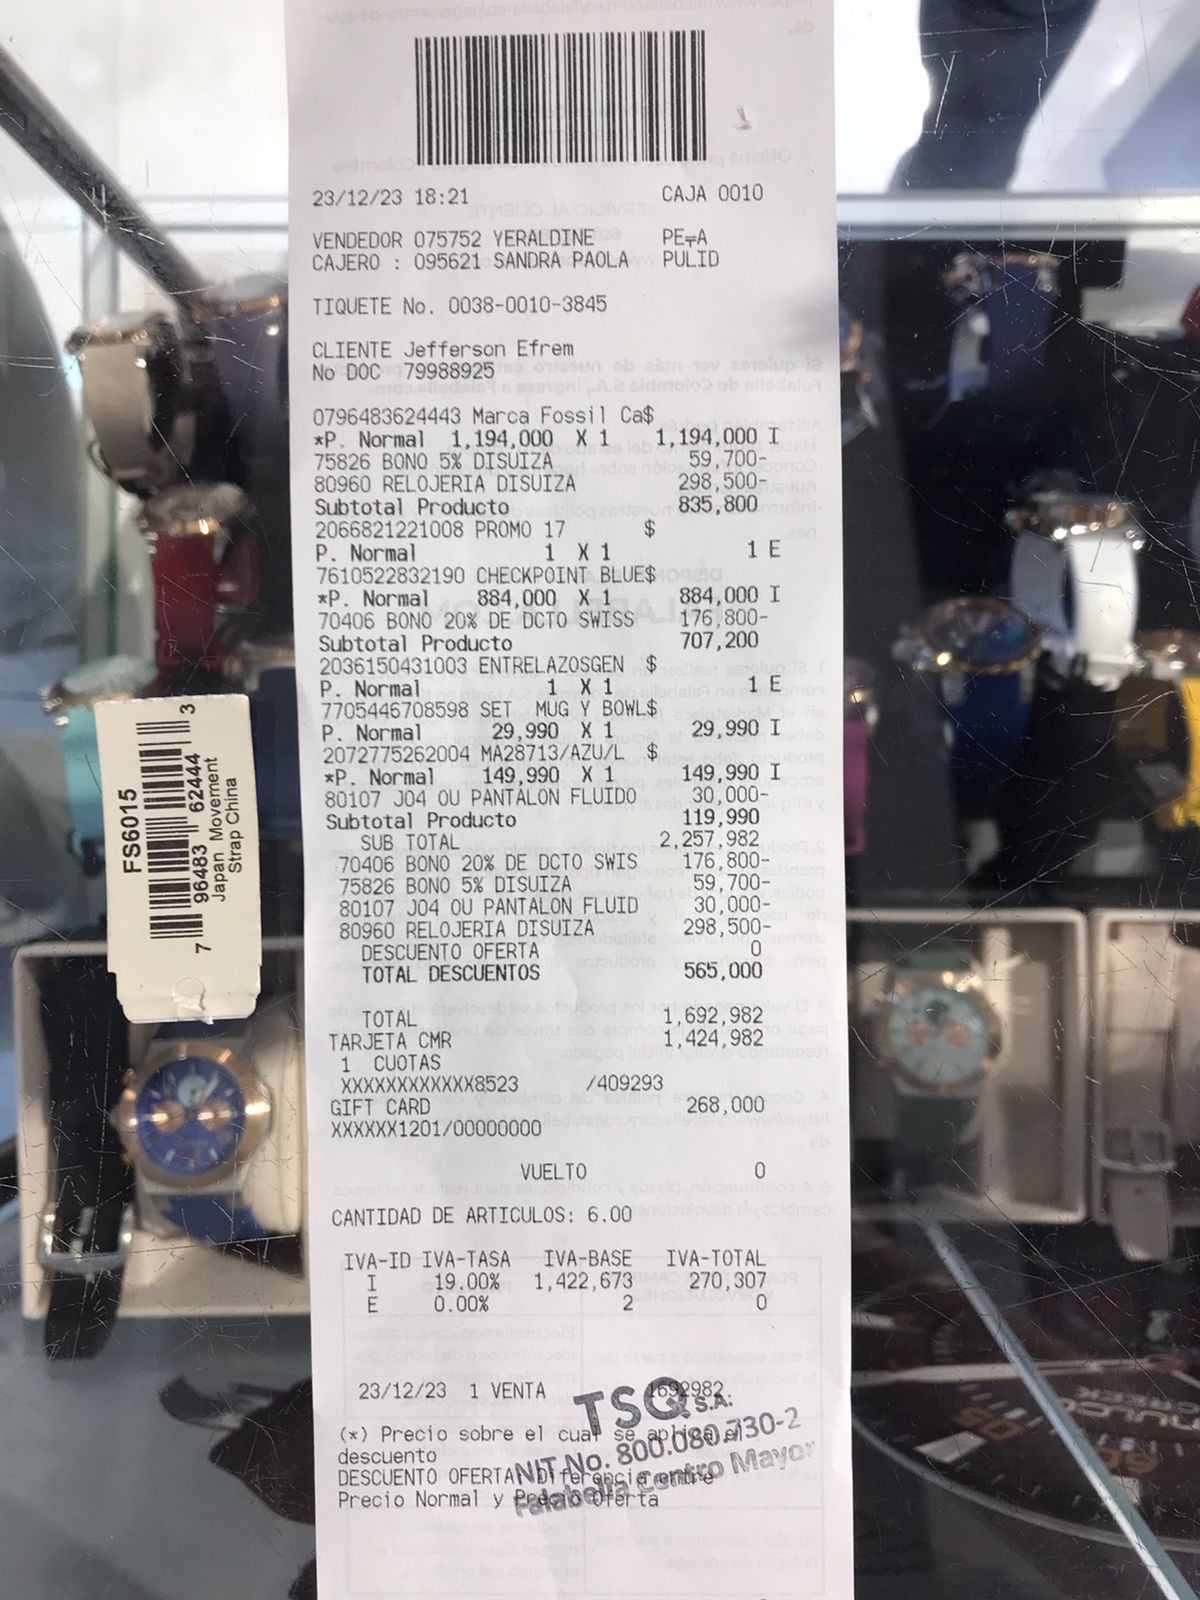 23/12/23 18:21 CAJA 0010
VENDEDOR 075752 YERALDINE PE╤A
CAJERO : 095621 SANDRA PAOLA PULID
TIQUETE No. 0038-0010-3845
CLIENTE Jefferson Efrem
No DOC 79988925
0796483624443 Marca Fossil Ca$
*P. Normal 1,194,000 X 1 1,194,000 I
75826 BONO 5% DISUIZA 59,700-
80960 RELOJERIA DISUIZA 298,500-
Subtotal Producto 835,800
2066821221008 PROMO 17 $
P. Normal 1 X 1 1 E
7610522832190 CHECKPOINT BLUE$
*P. Normal 884,000 X 1 884,000 I
70406 BONO 20% DE DCTO SWISS 176,800-
Subtotal Producto 707,200
2036150431003 ENTRELAZOSGEN $
P. Normal 1 X 1 1 E
7705446708598 SET MUG Y BOWL$
P. Normal 29,990 X 1 29,990 I
2072775262004 MA28713/AZU/L $
*P. Normal 149,990 X 1 149,990 I
80107 J04 OU PANTALON FLUIDO 30,000-
Subtotal Producto 119,990
SUB TOTAL 2,257,982
70406 BONO 20% DE DCTO SWIS 176,800-
75826 BONO 5% DISUIZA 59,700-
80107 J04 OU PANTALON FLUID 30,000-
80960 RELOJERIA DISUIZA 298,500-
DESCUENTO OFERTA 0
TOTAL DESCUENTOS 565,000
TOTAL 1,692,982
TARJETA CMR 1,424,982
1 CUOTAS
XXXXXXXXXXXX8523 /409293
GIFT CARD 268,000
XXXXXX1201/00000000
VUELTO 0
CANTIDAD DE ARTICULOS: 6.00
IVA-ID IVA-TASA IVA-BASE IVA-TOTAL
I 19.00% 1,422,673 270,307
E 0.00% 2 0
23/12/23 1 VENTA 1692982
(*) Precio sobre el cual se aplica el
descuento
DESCUENTO OFERTA: Diferencia entre
Precio Normal y Precio Oferta
TSO S.A:
NIT No. 800.080.730-2
Falabella Centro Mayor
FS6015
7 96483 62444 3
Japan Movement
Strap China